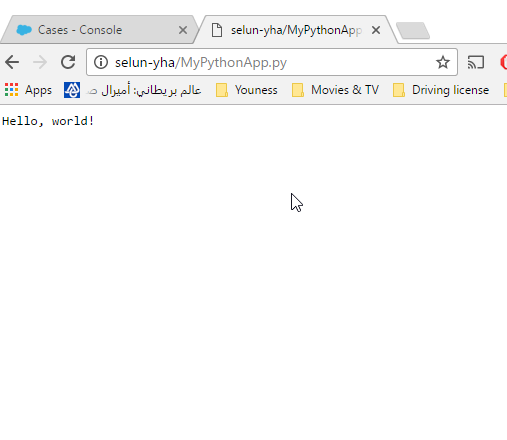 Cases - Console
selun-yha/MyPythonApp
selun-yha/MyPythonApp.py
Apps
عالم بريطاني: أميرال
Youness
Movies & TV
Driving license
Hello, world!